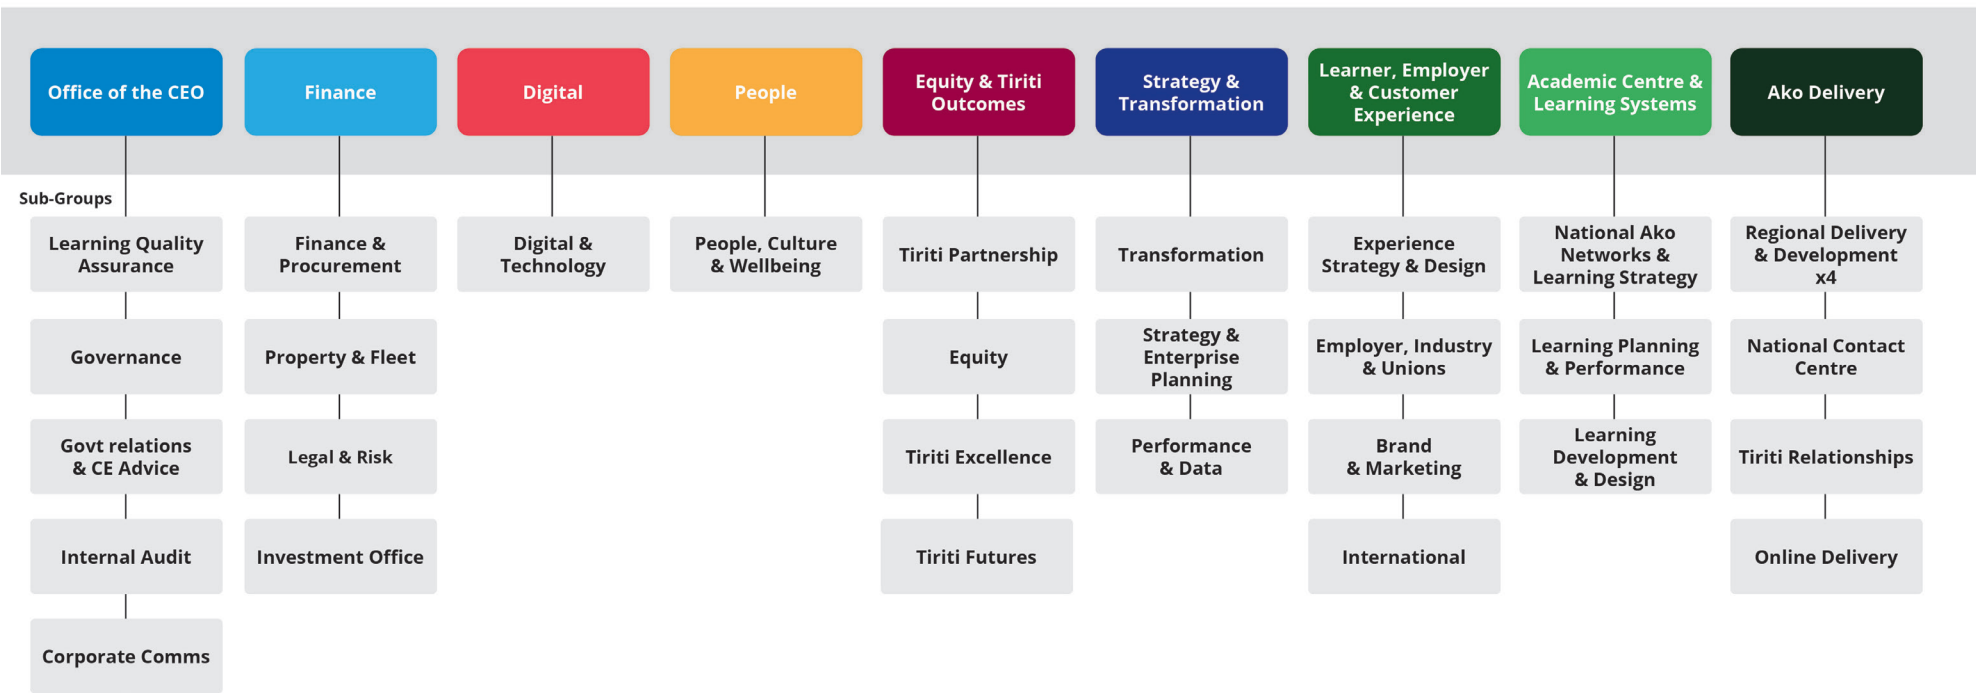 Office of the CEO
Finance
Digital
People
Equity & Tiriti
Outcomes
Strategy &
Transformation
Learner, Employer
& Customer
Experience
Academic Centre &
Learning Systems
Ako Delivery
Sub-Groups
Learning Quality
Assurance
Governance
Govt relations
& CE Advice
Internal Audit
Corporate Comms
Finance &
Procurement
Property & Fleet
Legal & Risk
Investment Office
Digital &
Technology
People, Culture
& Wellbeing
Tiriti Partnership
Equity
Tiriti Excellence
Tiriti Futures
Transformation
Strategy &
Enterprise
Planning
Performance
& Data
Experience
Strategy & Design
Employer, Industry
& Unions
Brand
& Marketing
International
National Ako
Networks &
Learning Strategy
Learning Planning
& Performance
Learning
Development
& Design
Regional Delivery
& Development
x4
National Contact
Centre
Tiriti Relationships
Online Delivery